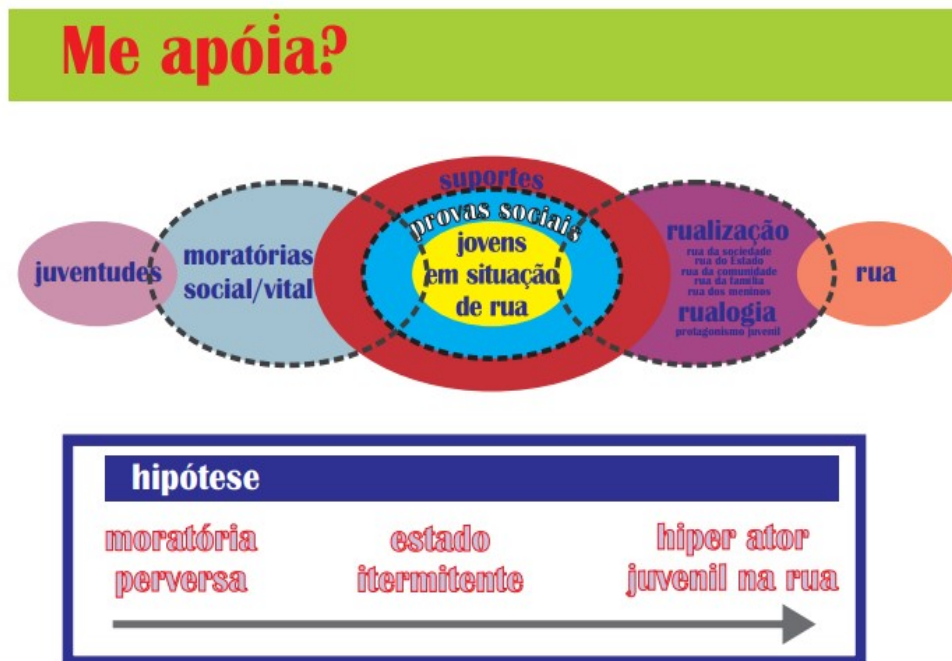 Me apóia?
juventudes
moratórias
social/vital
suportes
provas sociais
jovens
em situação
de rua
rualização
rua da sociedade
rua do Estado
rua da comunidade
rua da família
rua dos meninos
rualogia
protagonismo juvenil
rua
hipótese
moratória
perversa
estado
itermitente
hiper ator
juvenil na rua